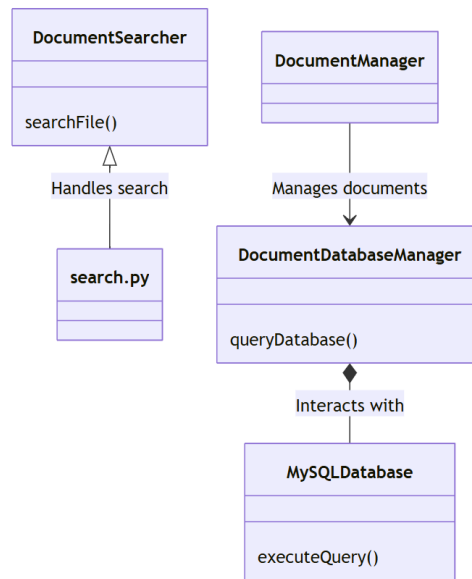 DocumentSearcher
searchFile()
Handles search
search.py
DocumentManager
Manages documents
DocumentDatabaseManager
queryDatabase()
Interacts with
MySQLDatabase
executeQuery()